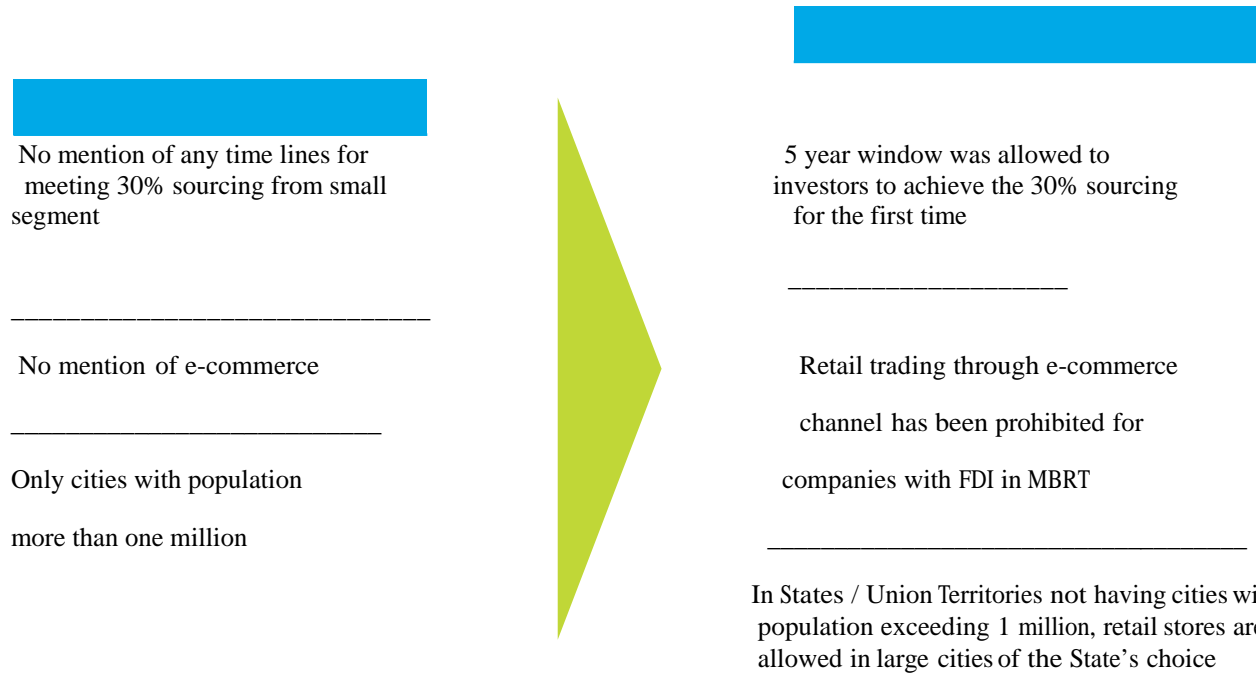 No mention of any time lines for
meeting 30% sourcing from small
segment
______________________________
No mention of e-commerce
___________________________
Only cities with population
more than one million
5 year window was allowed to
investors to achieve the 30% sourcing
for the first time
____________________
Retail trading through e-commerce
channel has been prohibited for
companies with FDI in MBRT
____________________________________
In States / Union Territories not having cities
population exceeding 1 million, retail stores
allowed in large cities of the State's choice